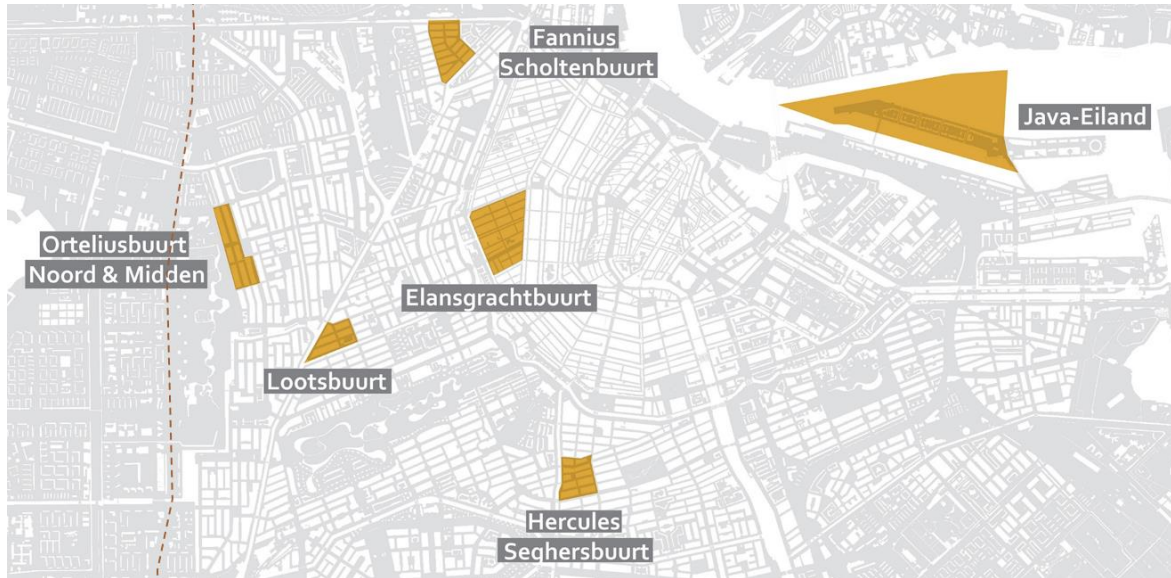 Fannius
Scholtenbuurt
Java-Eiland
Orteliusbuurt
Noord & Midden
Elansgrachtbuurt
Lootsbuurt
Hercules
Seghersbuurt